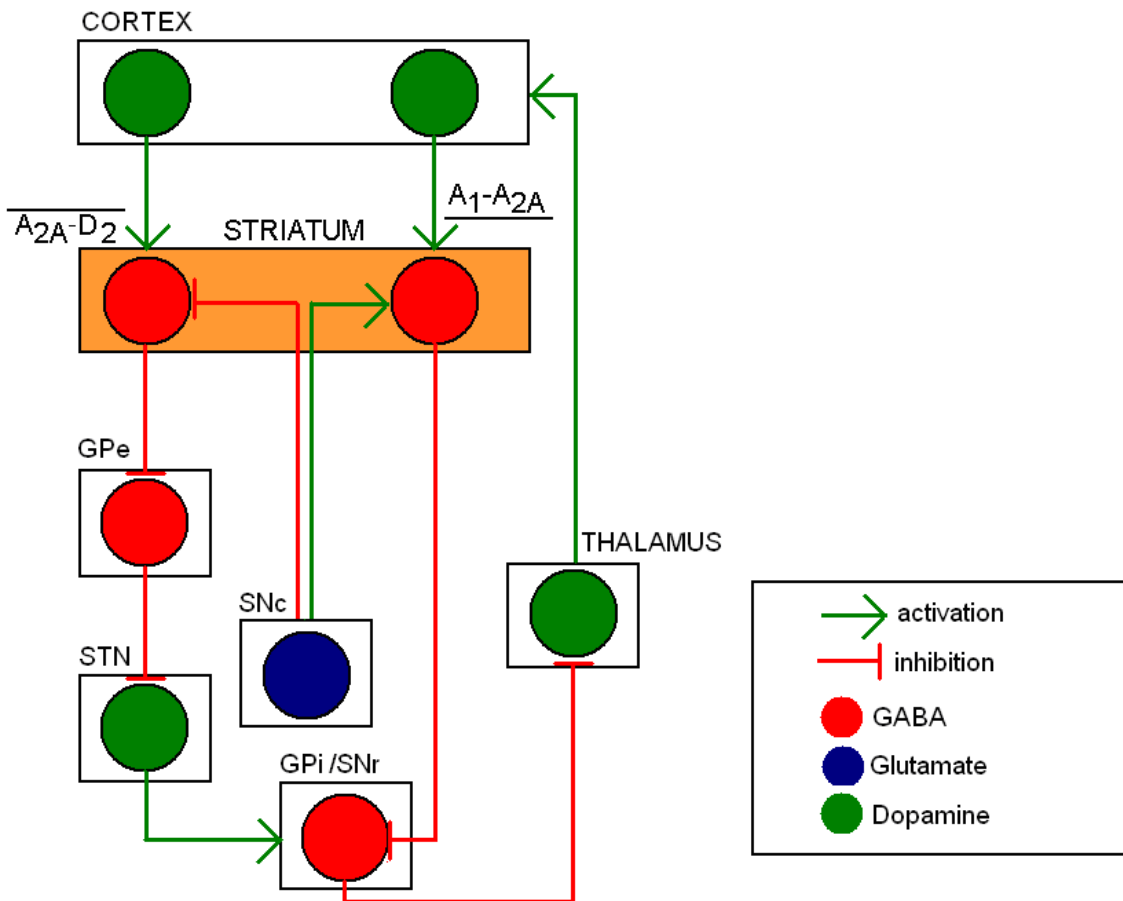 CORTEX
A2A-D2
A1-A2A
STRIATUM
GPe
THALAMUS
SNc
STN
GPi /SNr
activation
inhibition
GABA
Glutamate
Dopamine